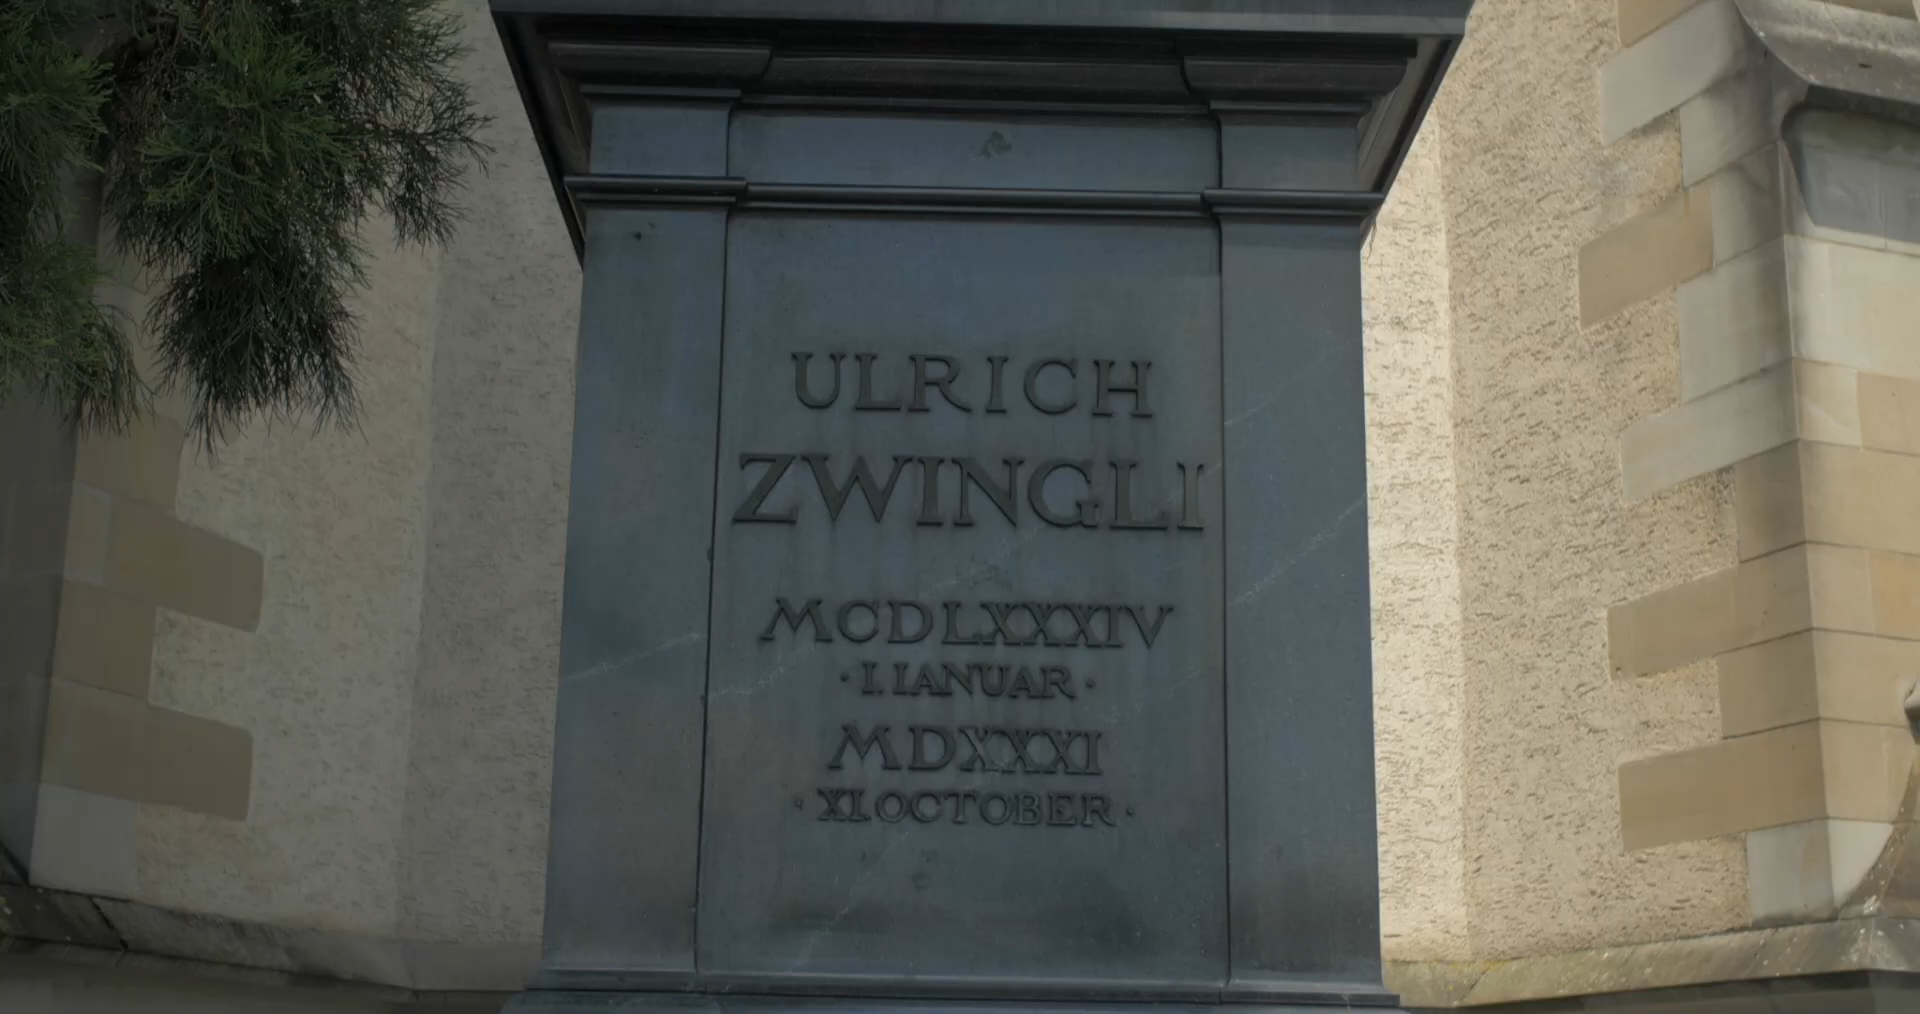 ULRICH
ZWINGLI
MCDLXXXIV
· I. IANUAR ·
MDXXXI
· XI. OCTOBER ·